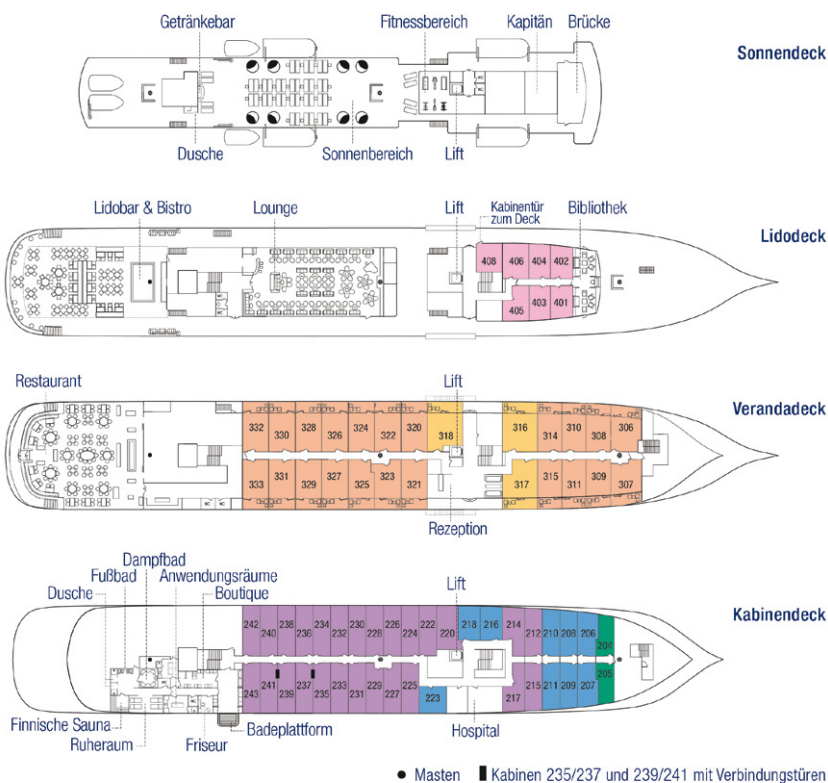 Getränkebar
Fitnessbereich
Kapitän
Brücke
Sonnendeck
Dusche
Sonnenbereich
Lift
Lidobar & Bistro
Lounge
Lift
Kabinentür
zum Deck
Bibliothek
Lidodeck
408 406 404 402
405 403 401
Restaurant
Lift
Verandadeck
332 330 328 326 324 322 320 318 316 314 310 308 306
333 331 329 327 325 323 321 317 315 311 309 307
Rezeption
Dampfbad
Fußbad
Anwendungsräume
Dusche
Boutique
Lift
Kabinendeck
242 240 238 236 234 232 230 228 226 224 222 220 218 216 214 212 210 208 206 204
243 241 239 237 235 233 231 229 227 225 223 217 215 211 209 207 205
Finnische Sauna
Ruheraum
Friseur
Badeplattform
Hospital
Masten
Kabinen 235/237 und 239/241 mit Verbindungstüren